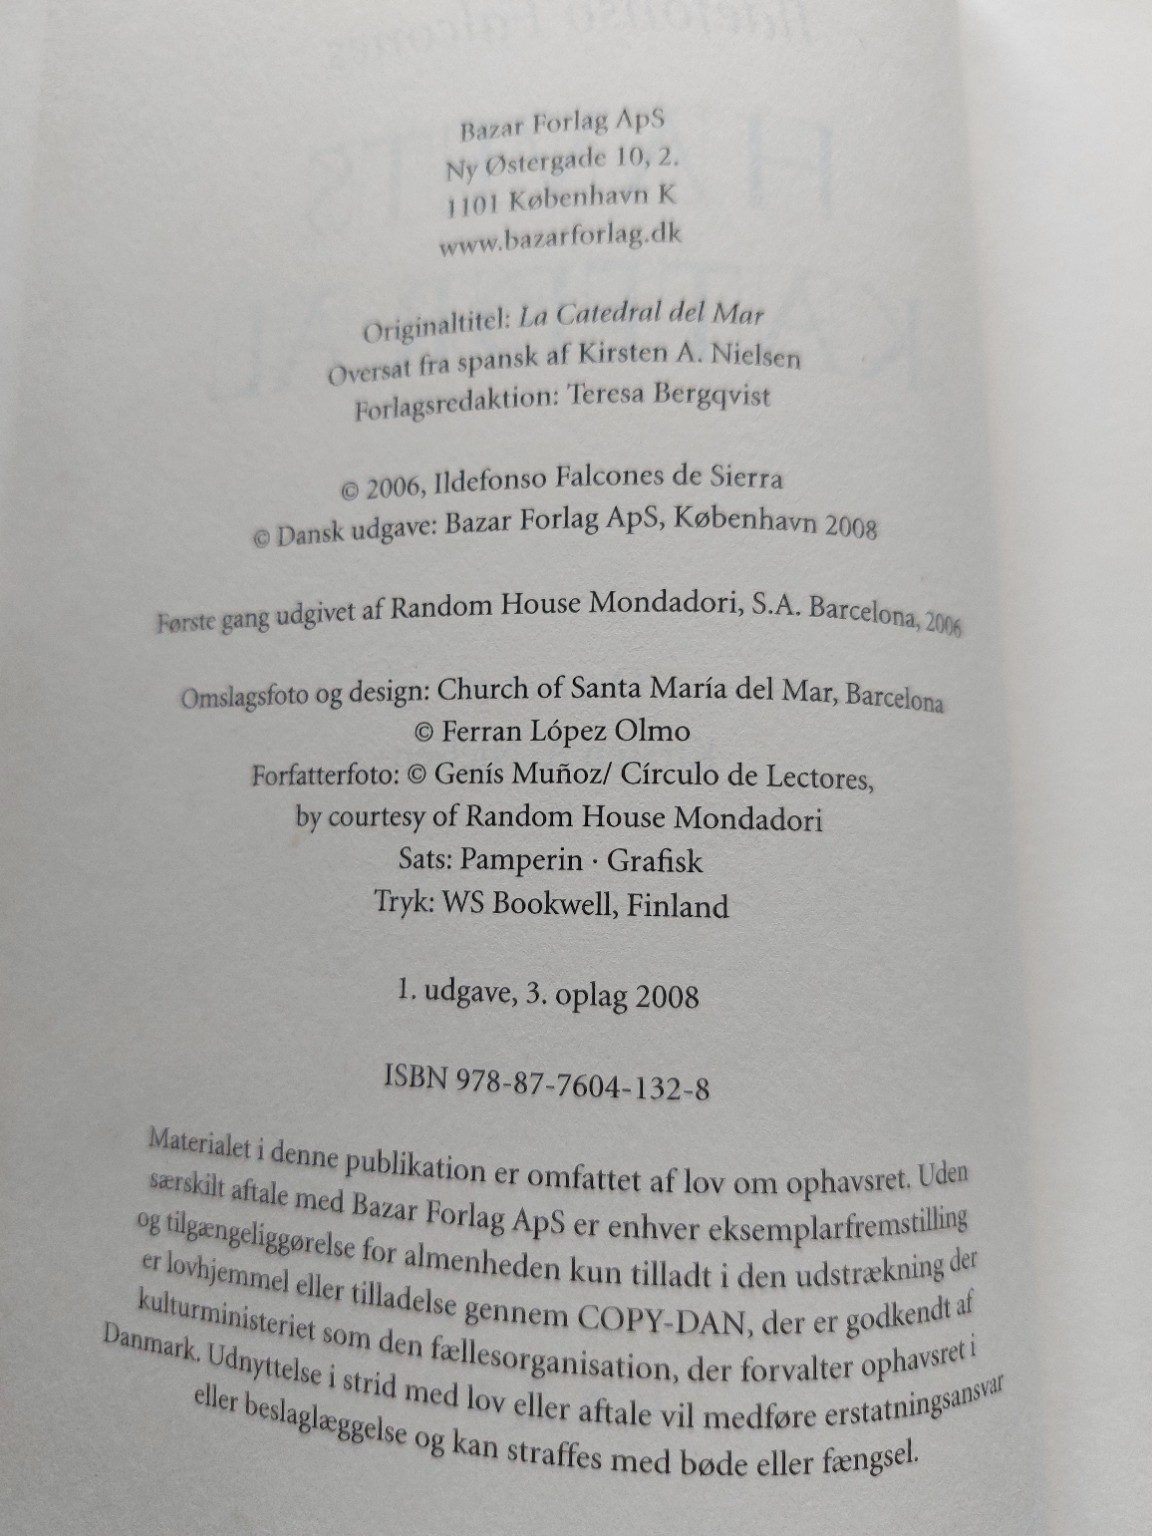 Bazar Forlag ApS
Ny Østergade 10, 2.
1101 København K
www.bazarforlag.dk
Originaltitel: La Catedral del Mar
Oversat fra spansk af Kirsten A. Nielsen
Forlagsredaktion: Teresa Bergqvist
© 2006, Ildefonso Falcones de Sierra
© Dansk udgave: Bazar Forlag ApS, København 2008
Første gang udgivet af Random House Mondadori, S.A. Barcelona, 2006
Omslagsfoto og design: Church of Santa María del Mar, Barcelona
© Ferran López Olmo
Forfatterfoto: © Genís Muñoz/ Círculo de Lectores,
by courtesy of Random House Mondadori
Sats: Pamperin · Grafisk
Tryk: WS Bookwell, Finland
1. udgave, 3. oplag 2008
ISBN 978-87-7604-132-8
Materialet i denne publikation er omfattet af lov om ophavsret. Uden
særskilt aftale med Bazar Forlag ApS er enhver eksemplarfremstilling
og tilgængeliggørelse for almenheden kun tilladt i den udstrækning der
er lovhjemmel eller tilladelse gennem COPY-DAN, der er godkendt af
kulturministeriet som den fællesorganisation, der forvalter ophavsret i
Danmark. Udnyttelse i strid med lov eller aftale vil medføre erstatningsansvar
eller beslaglæggelse og kan straffes med bøde eller fængsel.